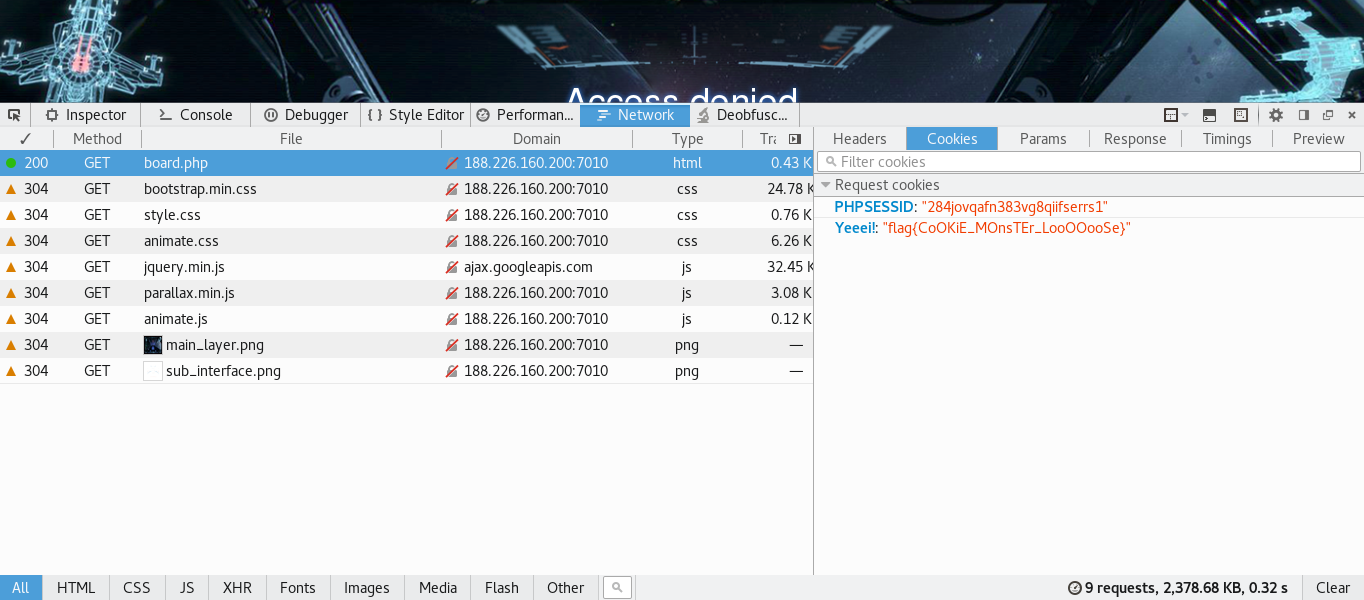 Access denied
Inspector Console Debugger { } Style Editor Performan... Network Deobfusc...
✓ Method File Domain Type Tra
Headers Cookies Params Response Timings Preview
200 GET board.php 188.226.160.200:7010 html 0.43 K
Filter cookies
304 GET bootstrap.min.css 188.226.160.200:7010 css 24.78 K
Request cookies
304 GET style.css 188.226.160.200:7010 css 0.76 K
PHPSESSID: "284jovqafn383vg8qiifserrs1"
304 GET animate.css 188.226.160.200:7010 css 6.26 K
Yeeei!: "flag{CoOKiE_MOnsTEr_LooOOooSe}"
304 GET jquery.min.js ajax.googleapis.com js 32.45 K
304 GET parallax.min.js 188.226.160.200:7010 js 3.08 K
304 GET animate.js 188.226.160.200:7010 js 0.12 K
304 GET main_layer.png 188.226.160.200:7010 png —
304 GET sub_interface.png 188.226.160.200:7010 png —
All HTML CSS JS XHR Fonts Images Media Flash Other 9 requests, 2,378.68 KB, 0.32 s Clear